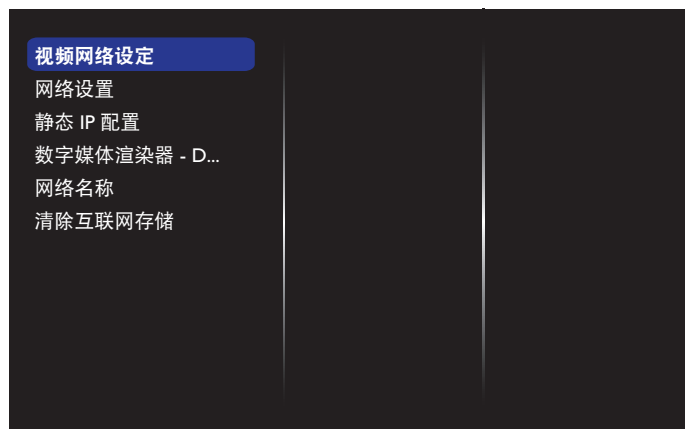 视频网络设定
网络设置
静态 IP 配置
数字媒体渲染器 - D...
网络名称
清除互联网存储